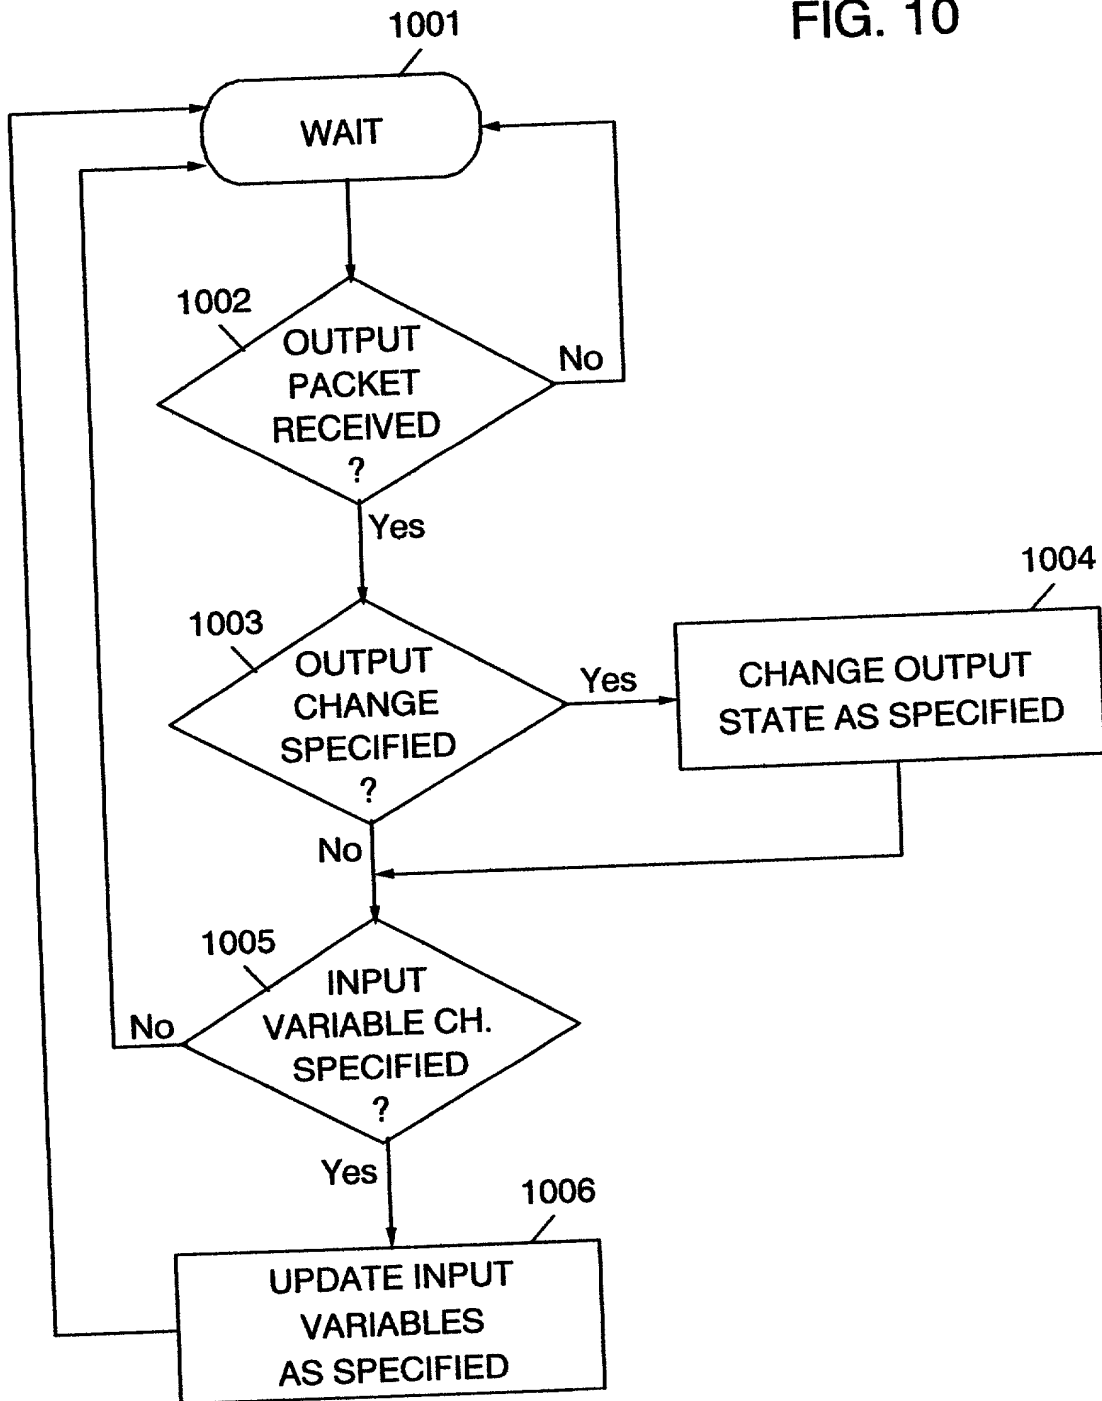 FIG. 10
1001
WAIT
1002
OUTPUT
PACKET
RECEIVED
?
No
Yes
1003
OUTPUT
CHANGE
SPECIFIED
?
Yes
1004
CHANGE OUTPUT
STATE AS SPECIFIED
No
1005
INPUT
VARIABLE CH.
SPECIFIED
?
No
Yes
1006
UPDATE INPUT
VARIABLES
AS SPECIFIED